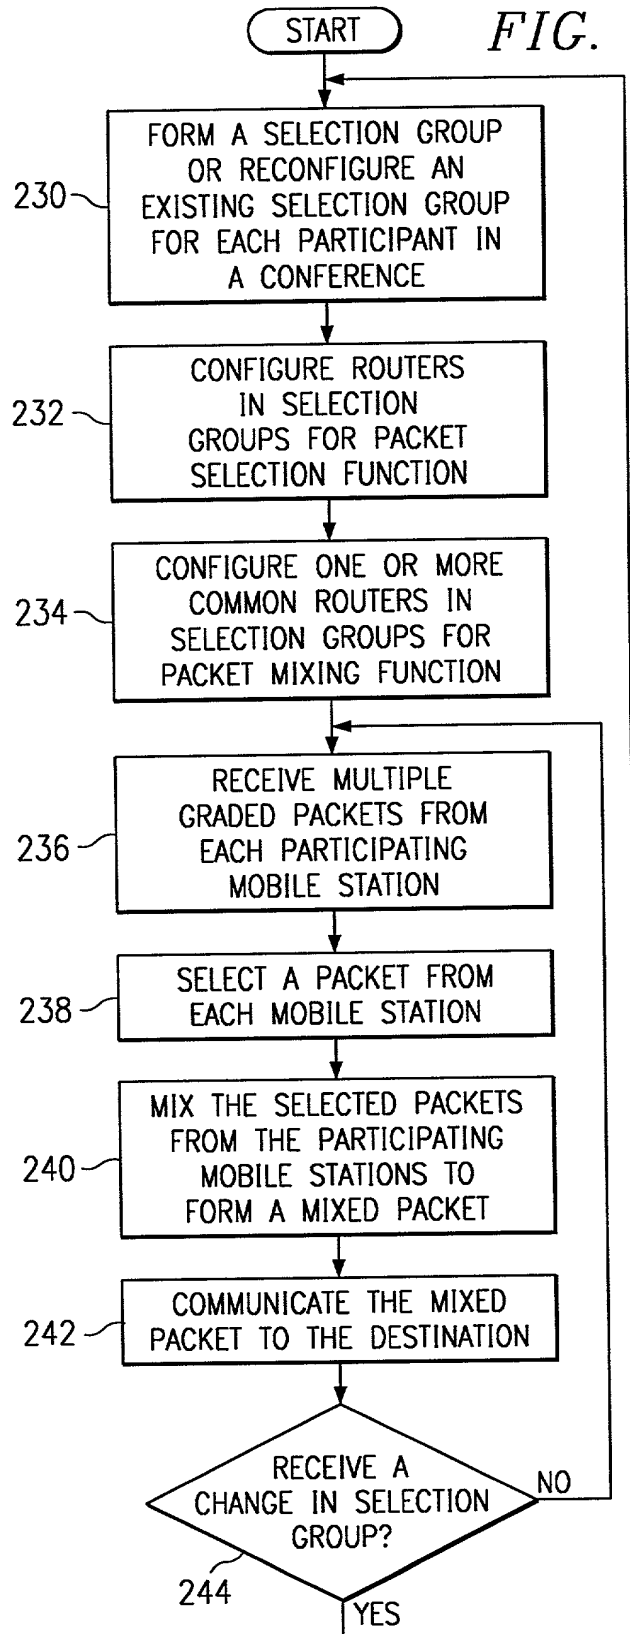 START
FIG.
FORM A SELECTION GROUP
OR RECONFIGURE AN
EXISTING SELECTION GROUP
FOR EACH PARTICIPANT IN
A CONFERENCE
230
CONFIGURE ROUTERS
IN SELECTION
GROUPS FOR PACKET
SELECTION FUNCTION
232
CONFIGURE ONE OR MORE
COMMON ROUTERS IN
SELECTION GROUPS FOR
PACKET MIXING FUNCTION
234
RECEIVE MULTIPLE
GRADED PACKETS FROM
EACH PARTICIPATING
MOBILE STATION
236
SELECT A PACKET FROM
EACH MOBILE STATION
238
MIX THE SELECTED PACKETS
FROM THE PARTICIPATING
MOBILE STATIONS TO
FORM A MIXED PACKET
240
COMMUNICATE THE MIXED
PACKET TO THE DESTINATION
242
RECEIVE A
CHANGE IN SELECTION
GROUP?
NO
244
YES